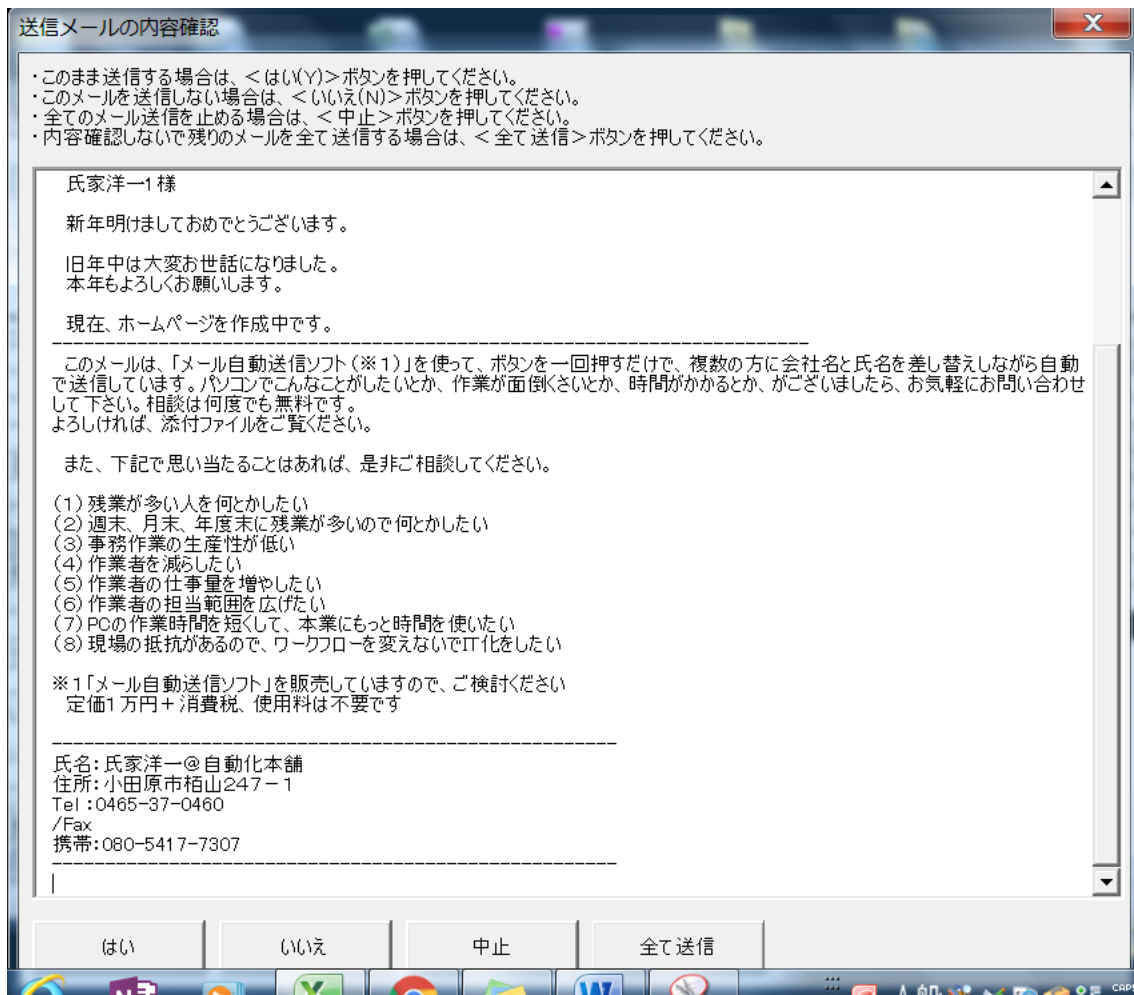 送信メールの内容確認
・このまま送信する場合は、＜はい(Y)＞ボタンを押してください。
・このメールを送信しない場合は、＜いいえ(N)＞ボタンを押してください。
・全てのメール送信を止める場合は、＜中止＞ボタンを押してください。
・内容確認しないで残りのメールを全て送信する場合は、＜全て送信＞ボタンを押してください。
氏家洋一1 様
新年明けましておめでとうございます。
旧年中は大変お世話になりました。
本年もよろしくお願いします。
現在、ホームページを作成中です。
------------------------------------------------------------------------
このメールは、「メール自動送信ソフト（※１）」を使って、ボタンを一回押すだけで、複数の方に会社名と氏名を差し替えしながら自動
で送信しています。パソコンでこんなことがしたいとか、作業が面倒くさいとか、時間がかかるとか、がございましたら、お気軽にお問い合わせ
して下さい。相談は何度でも無料です。
よろしければ、添付ファイルをご覧ください。
また、下記で思い当たることはあれば、是非ご相談してください。
（１）残業が多い人を何とかしたい
（２）週末、月末、年度末に残業が多いので何とかしたい
（３）事務作業の生産性が低い
（４）作業者を減らしたい
（５）作業者の仕事量を増やしたい
（６）作業者の担当範囲を広げたい
（７）PCの作業時間を短くして、本業にもっと時間を使いたい
（８）現場の抵抗があるので、ワークフローを変えないでIT化をしたい
※１「メール自動送信ソフト」を販売していますので、ご検討ください
定価１万円＋消費税、使用料は不要です
------------------------------------------------------
氏名：氏家洋一＠自動化本舗
住所：小田原市栢山２４７－１
Tel：0465-37-0460
/Fax
携帯：080-5417-7307
------------------------------------------------------
はい
いいえ
中止
全て送信
CAPS